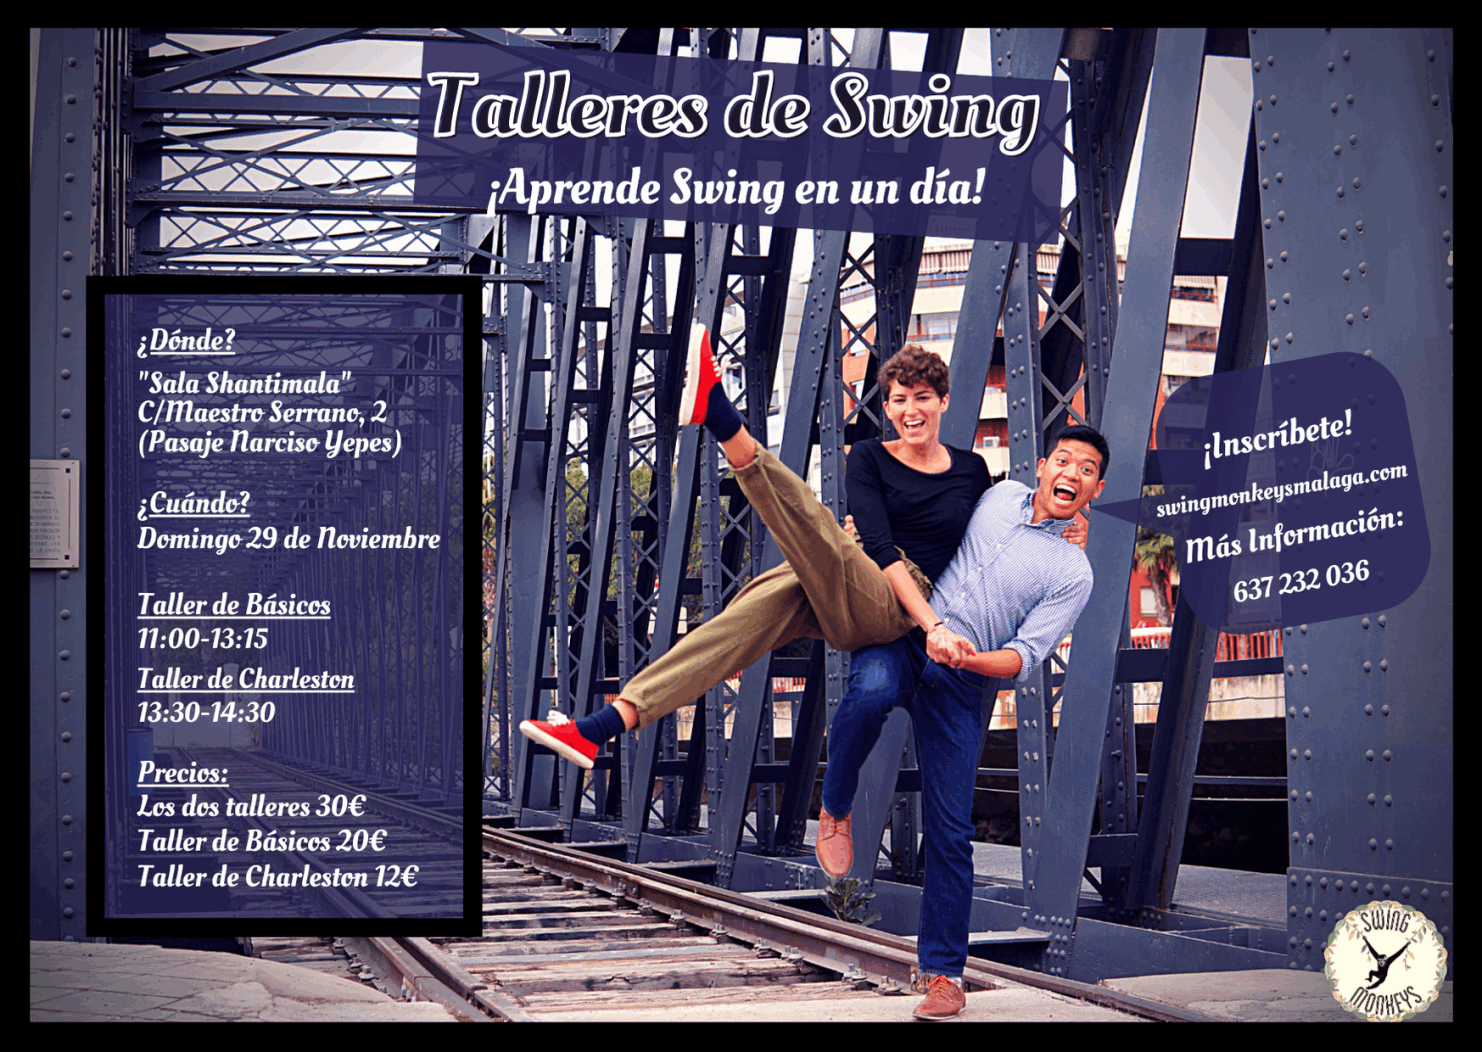 Talleres de Swing
¡Aprende Swing en un día!
¿Dónde?
"Sala Shantimala"
C/Maestro Serrano, 2
(Pasaje Narciso Yepes)
¿Cuándo?
Domingo 29 de Noviembre
Taller de Básicos
11:00-13:15
Taller de Charleston
13:30-14:30
Precios:
Los dos talleres 30€
Taller de Básicos 20€
Taller de Charleston 12€
¡Inscríbete!
swingmonkeysmalaga.com
Más Información:
637 232 036
SWING
MONKEYS